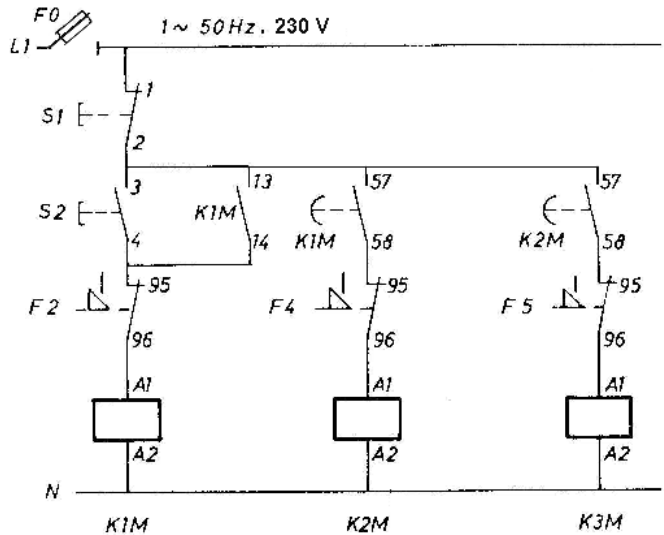 F0
L1
1~ 50Hz. 230 V
1
S1
2
3
13
57
57
S2
K1M
K1M
K2M
4
14
58
58
95
95
95
F2
F4
F5
96
96
96
A1
A1
A1
A2
A2
A2
N
K1M
K2M
K3M